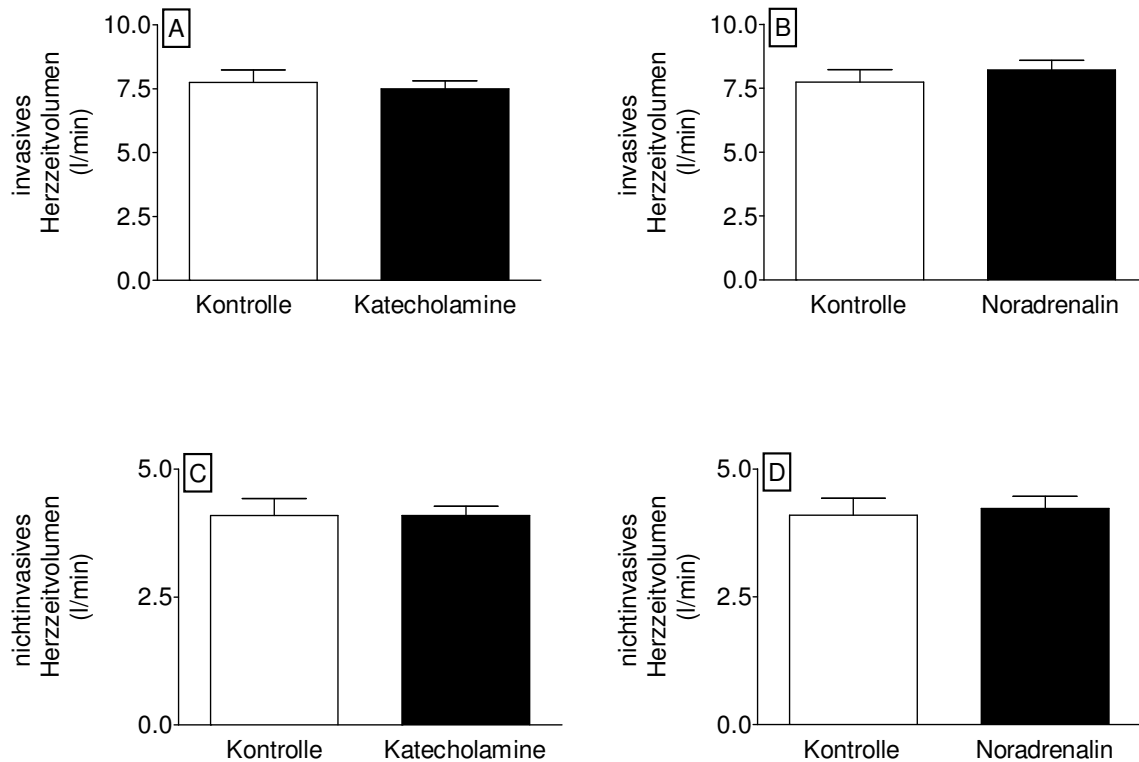 A
invasives
Herzzeitvolumen
(l/min)
10.0
7.5
5.0
2.5
0.0
Kontrolle Katecholamine
B
invasives
Herzzeitvolumen
(l/min)
10.0
7.5
5.0
2.5
0.0
Kontrolle Noradrenalin
C
nichtinvasives
Herzzeitvolumen
(l/min)
5.0
2.5
0.0
Kontrolle Katecholamine
D
nichtinvasives
Herzzeitvolumen
(l/min)
5.0
2.5
0.0
Kontrolle Noradrenalin